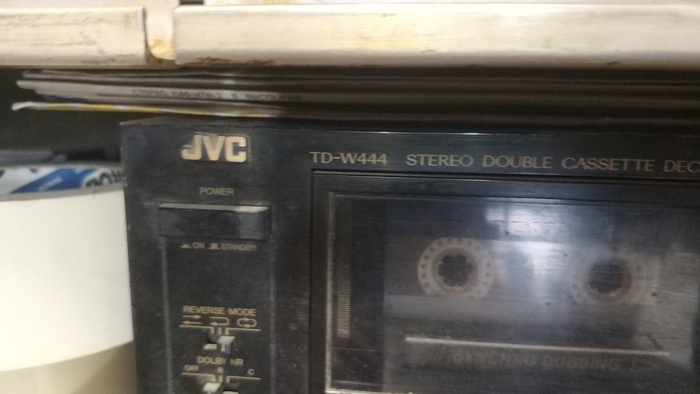 JVC
TD-W444 STEREO DOUBLE CASSETTE DEC
POWER
ON STANDBY
REVERSE MODE
DOLBY NR
OFF B C
SYNCHRO DUBBING